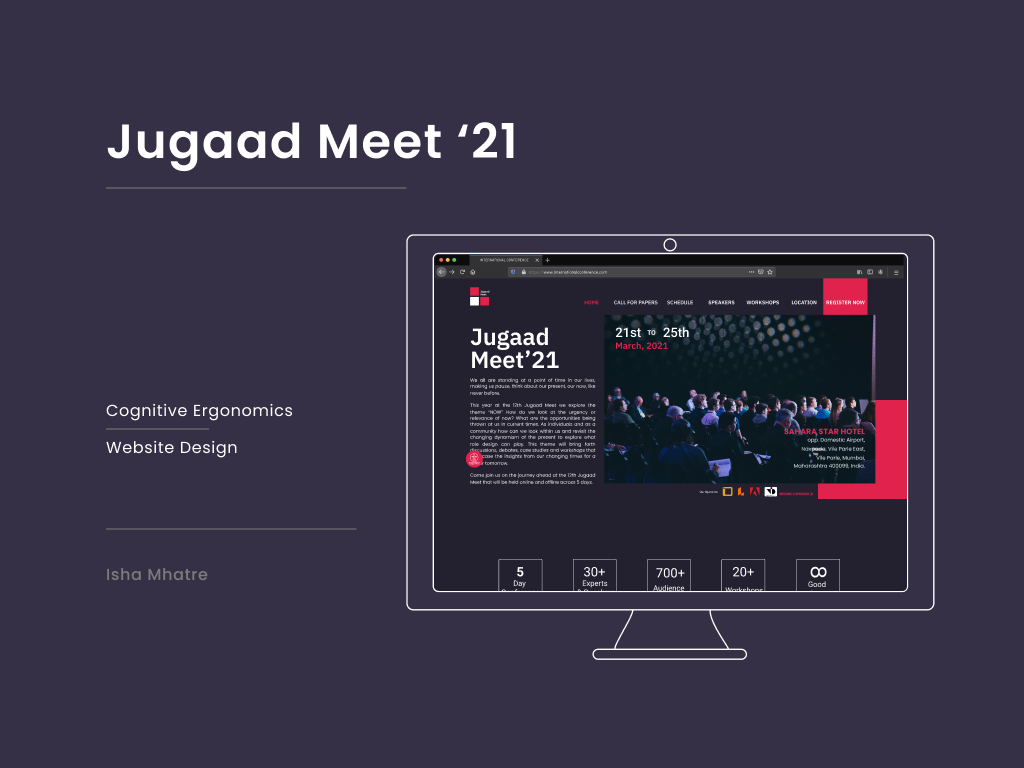 Jugaad Meet ‘21
Cognitive Ergonomics
Website Design
Isha Mhatre
INTERNATIONAL CONFERENCE
https://www.internationalconference.com
HOME
CALL FOR PAPERS
SCHEDULE
SPEAKERS
WORKSHOPS
LOCATION
REGISTER NOW
Jugaad
Meet’21
21st TO 25th
March, 2021
We all are standing at a point of time in our lives,
making us pause, think about our present, our now, like
never before.
This year at the 12th Jugaad Meet we explore the
theme “NOW” How do we look at the urgency or
relevance of now? What are the opportunities being
thrown at us in current times. As individuals and as a
community how can we look within us and revisit the
changing dynamism of the present to explore what
role design can play. This theme will bring forth
discussions, debates, case studies and workshops that
case the insights from our changing times for a
tomorrow.
Come join us on the journey ahead at the 12th Jugaad
Meet that will be held online and offline across 5 days.
SAHARA STAR HOTEL
opp. Domestic Airport,
Vile Parle East,
Vile Parle, Mumbai,
Maharashtra 400099, India.
5
Day
30+
Experts
700+
Audience
20+
Workshops
∞
Good